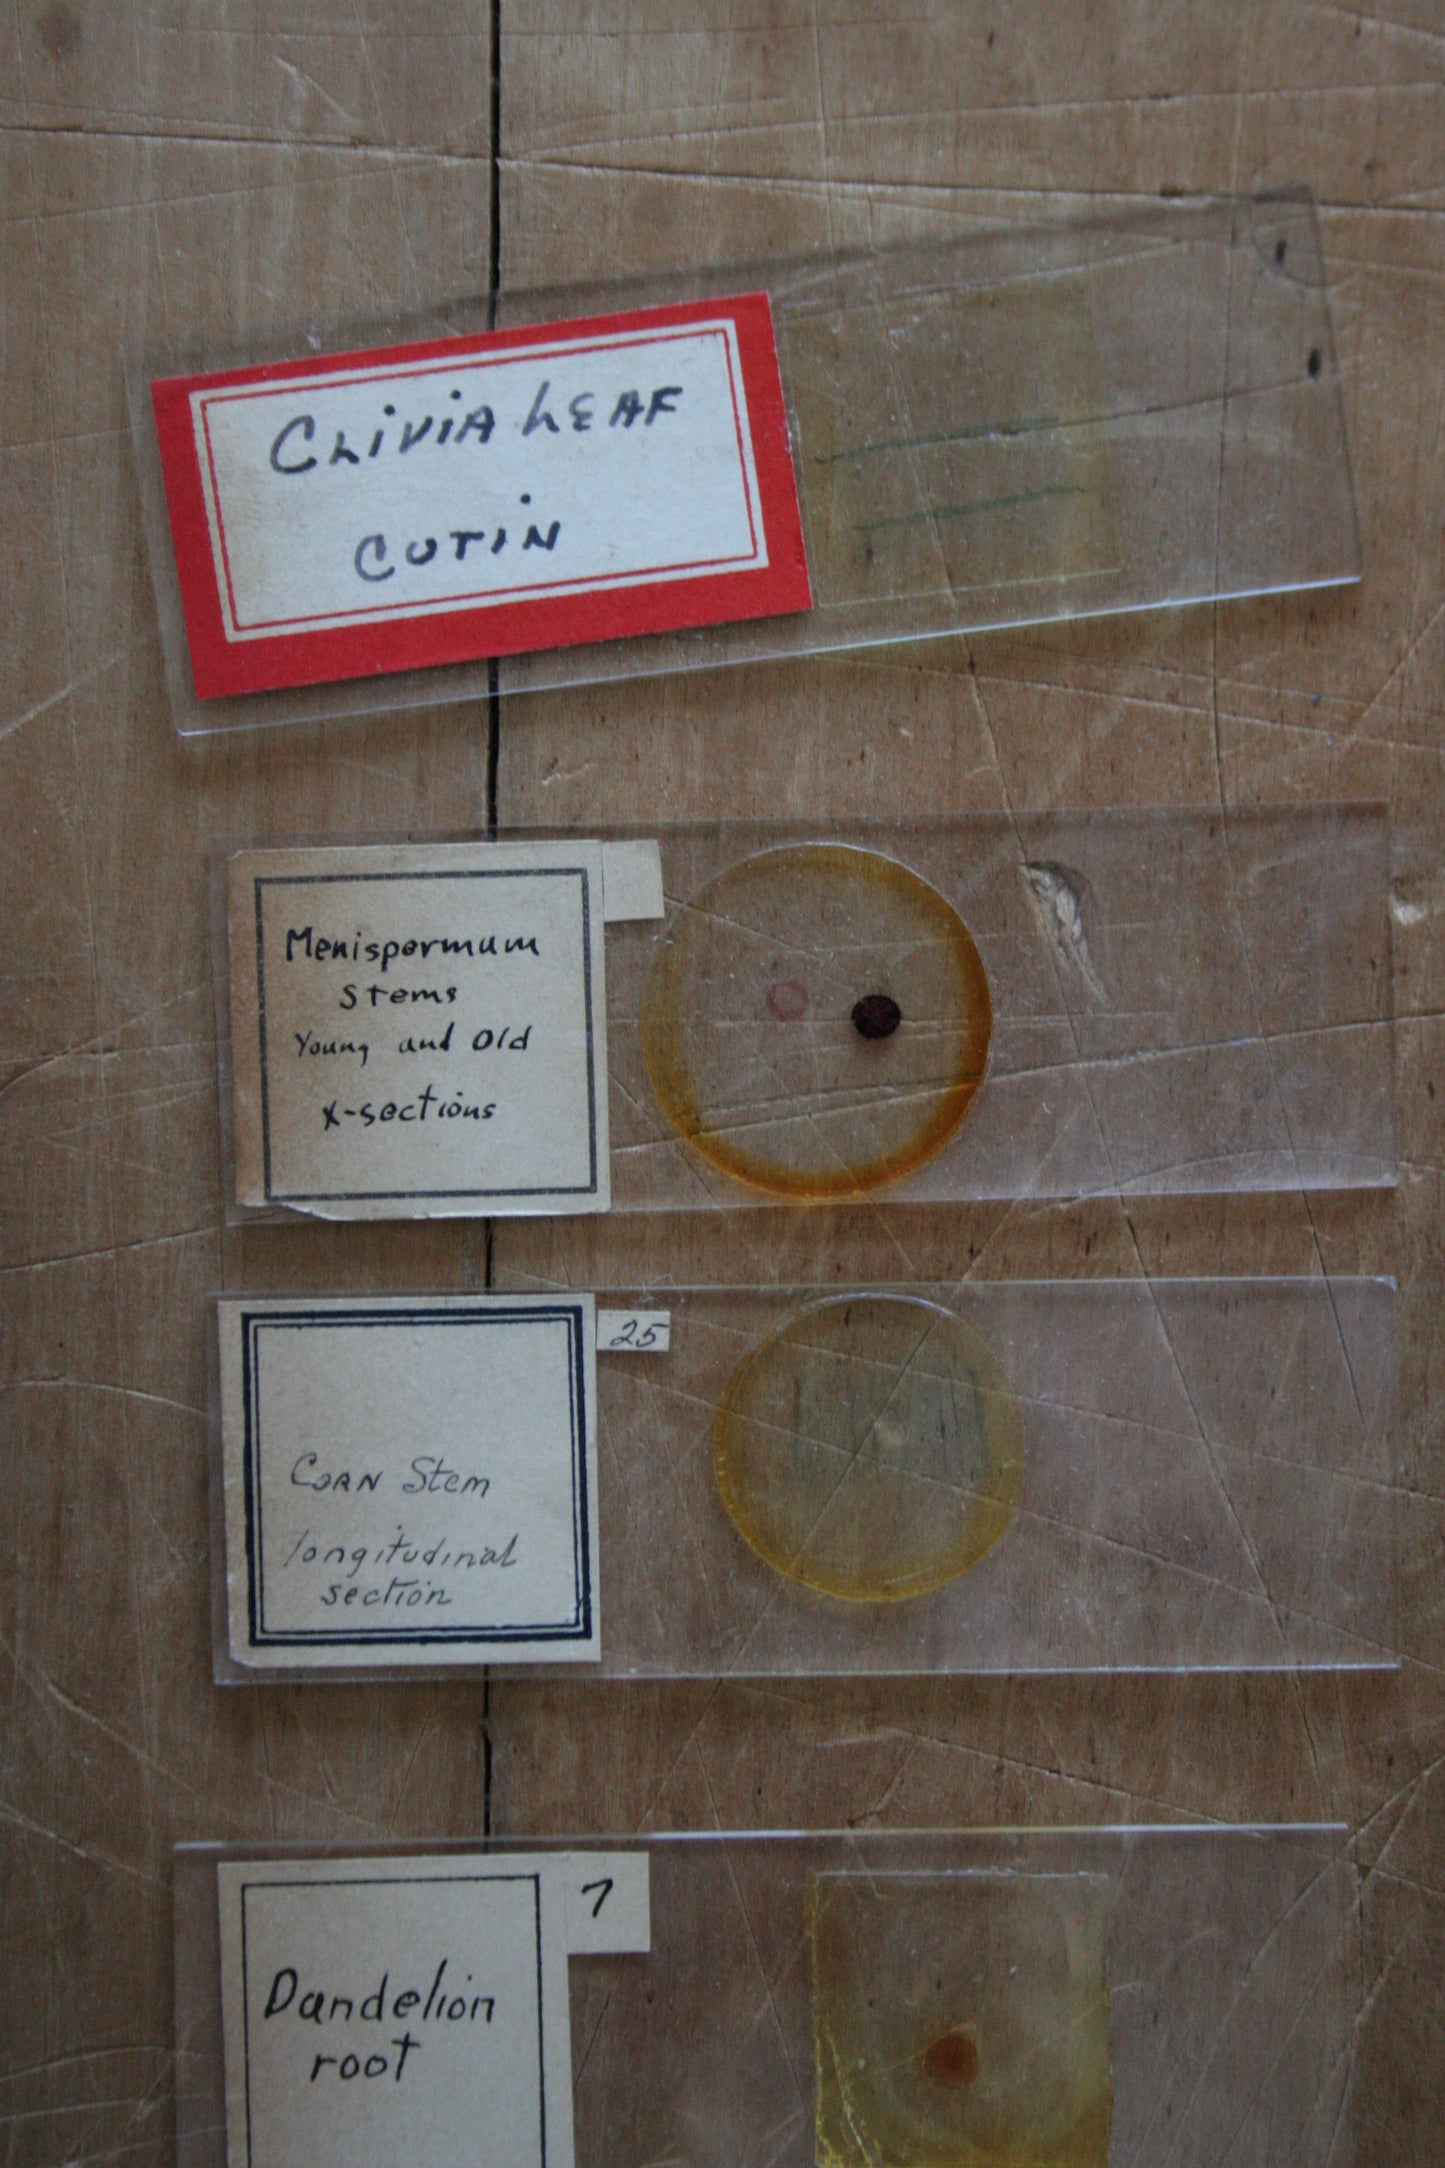 CLiViA LEAF
CUTiN
Menispermum
Stems
Young and Old
x-sections
25
CORN Stem
longitudinal
section
7
Dandelion
root